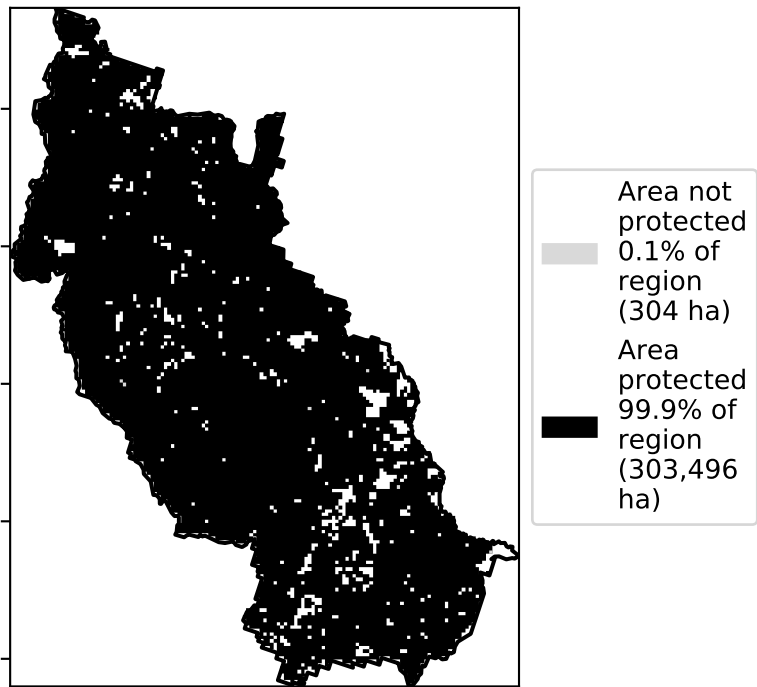 Area not
protected
0.1% of
region
(304 ha)
Area
protected
99.9% of
region
(303,496
ha)